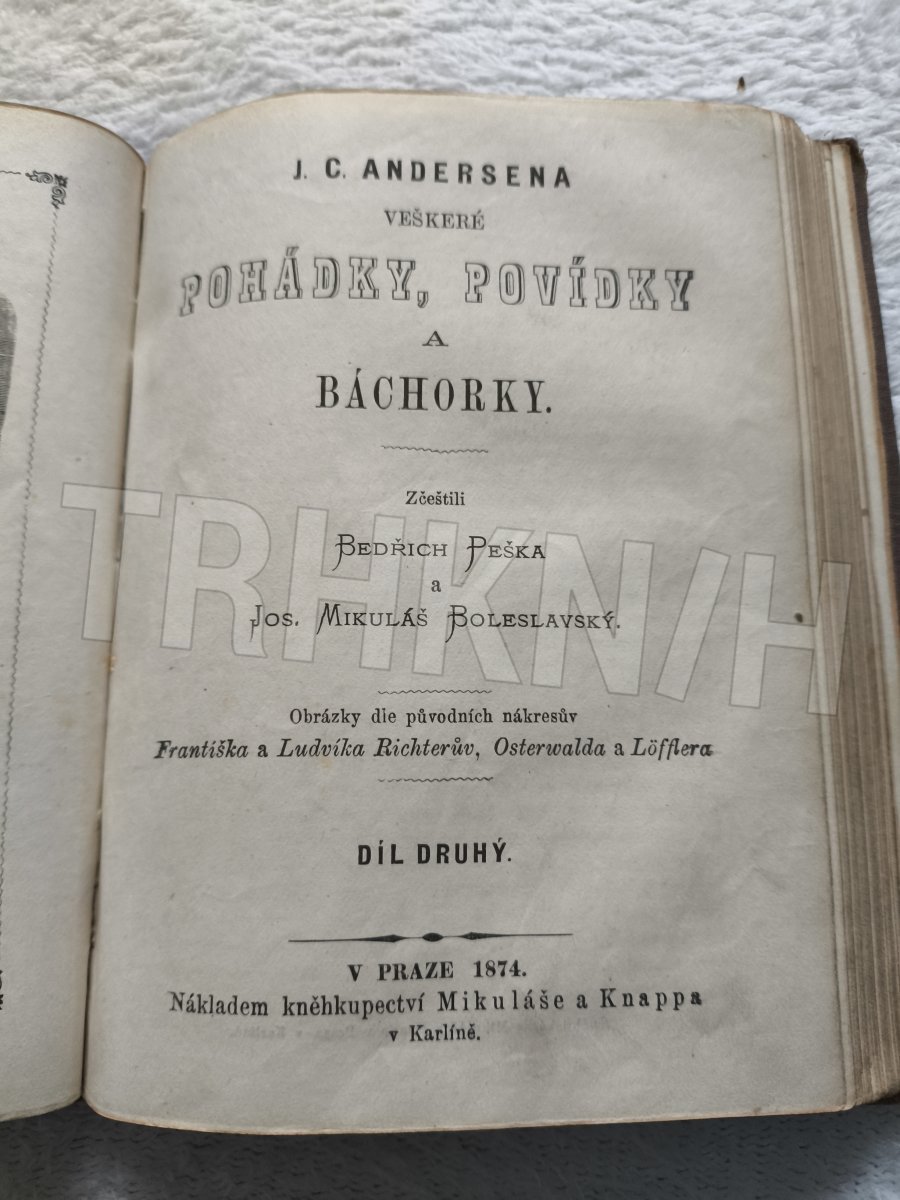 J. C. ANDERSENA
VEŠKERÉ
POHÁDKY, POVÍDKY
A
BÁCHORKY.
Zčeštili
BEDŘICH PEŠKA
a
JOS. MIKULÁŠ BOLESLAVSKÝ.
Obrázky dle původních nákresův
Františka a Ludvíka Richterův, Osterwalda a Löfflera
DÍL DRUHÝ.
V PRAZE 1874.
Nákladem kněhkupectví Mikuláše a Knappa
v Karlíně.
TRHKN/H